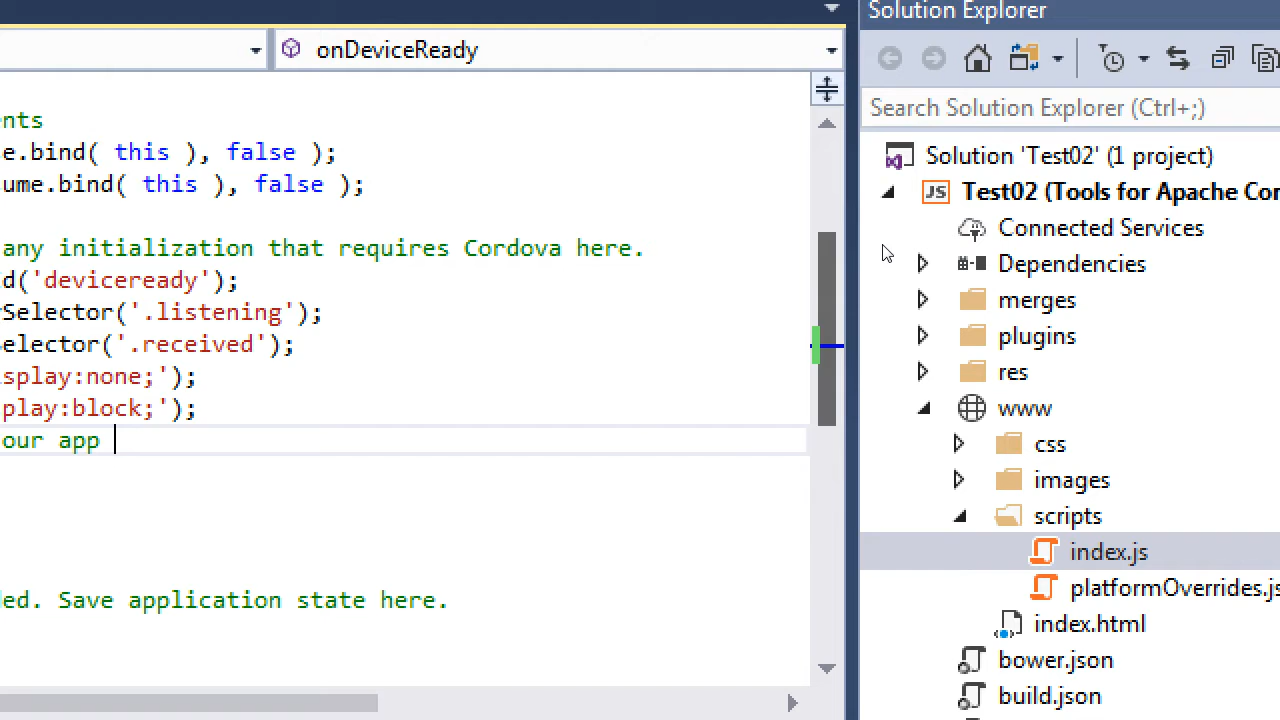 onDeviceReady
nts
e.bind( this ), false );
ume.bind( this ), false );
any initialization that requires Cordova here.
d('deviceready');
rSelector('.listening');
elector('.received');
splay:none;');
play:block;');
our app
ed. Save application state here.
Solution Explorer
Search Solution Explorer (Ctrl+;)
Solution 'Test02' (1 project)
JS Test02 (Tools for Apache Cor
Connected Services
Dependencies
merges
plugins
res
www
css
images
scripts
index.js
platformOverrides.js
index.html
bower.json
build.json